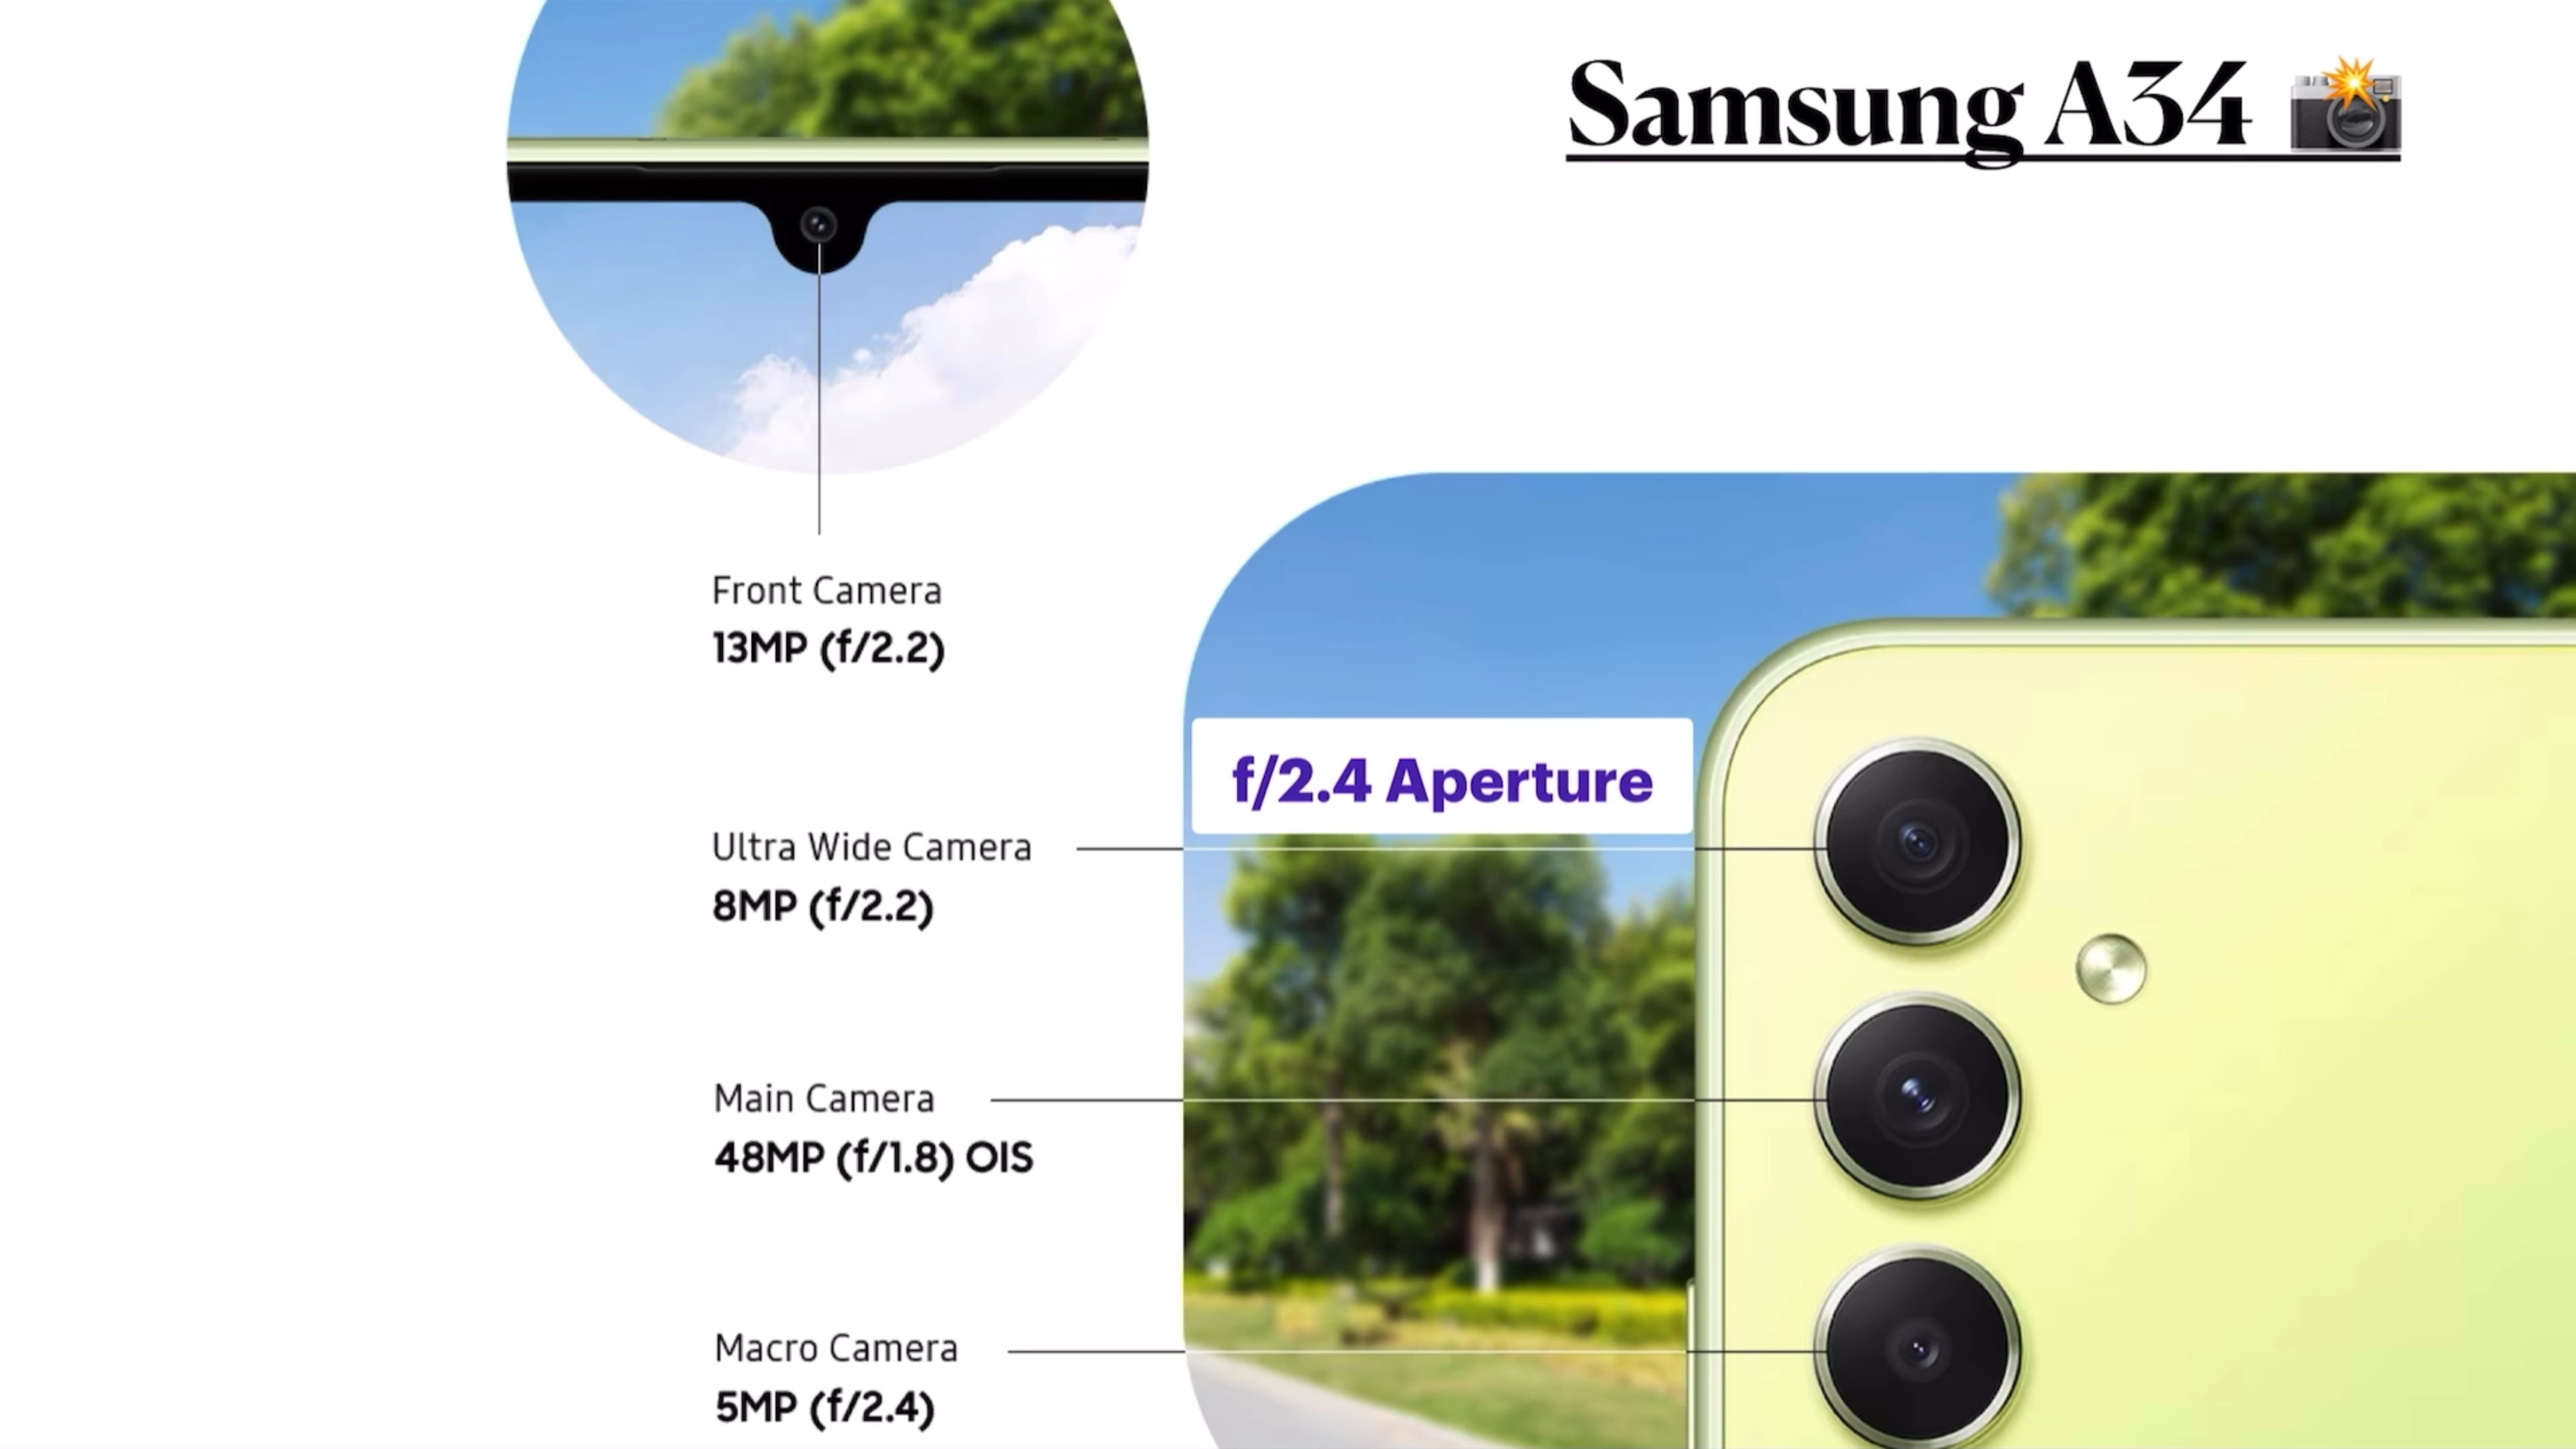 Samsung A34
Front Camera
13MP (f/2.2)
f/2.4 Aperture
Ultra Wide Camera
8MP (f/2.2)
Main Camera
48MP (f/1.8) OIS
Macro Camera
5MP (f/2.4)